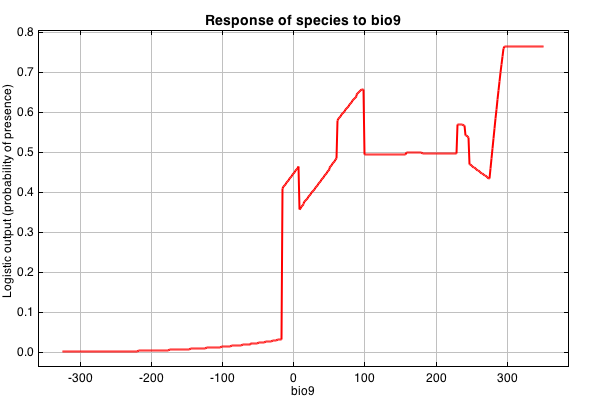 Response of species to bio9
Logistic output (probability of presence)
0.8
0.7
0.6
0.5
0.4
0.3
0.2
0.1
0.0
-300 -200 -100 0 100 200 300
bio9